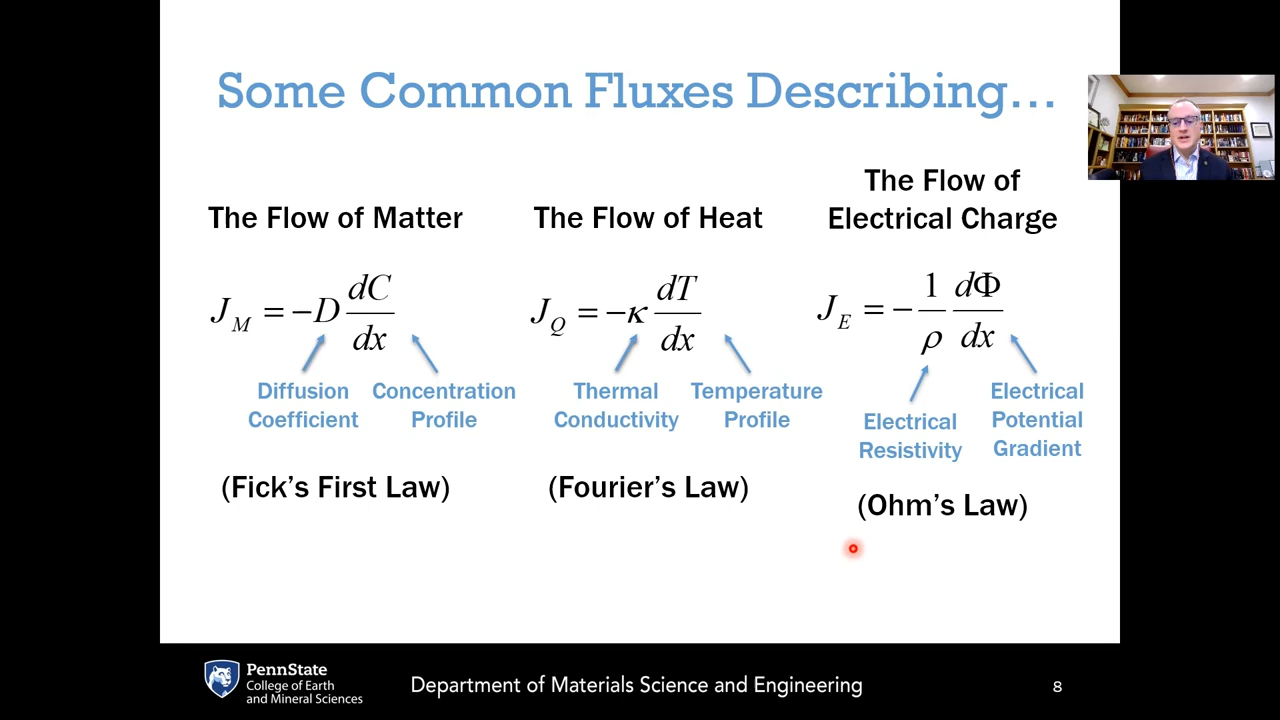 Some Common Fluxes Describing...
The Flow of Matter
J_M = -D dC/dx
Diffusion
Coefficient
Concentration
Profile
(Fick's First Law)
The Flow of Heat
J_Q = -κ dT/dx
Thermal
Conductivity
Temperature
Profile
(Fourier's Law)
The Flow of
Electrical Charge
J_E = - 1/ρ dΦ/dx
Electrical
Resistivity
Electrical
Potential
Gradient
(Ohm's Law)
PennState
College of Earth
and Mineral Sciences
Department of Materials Science and Engineering
8